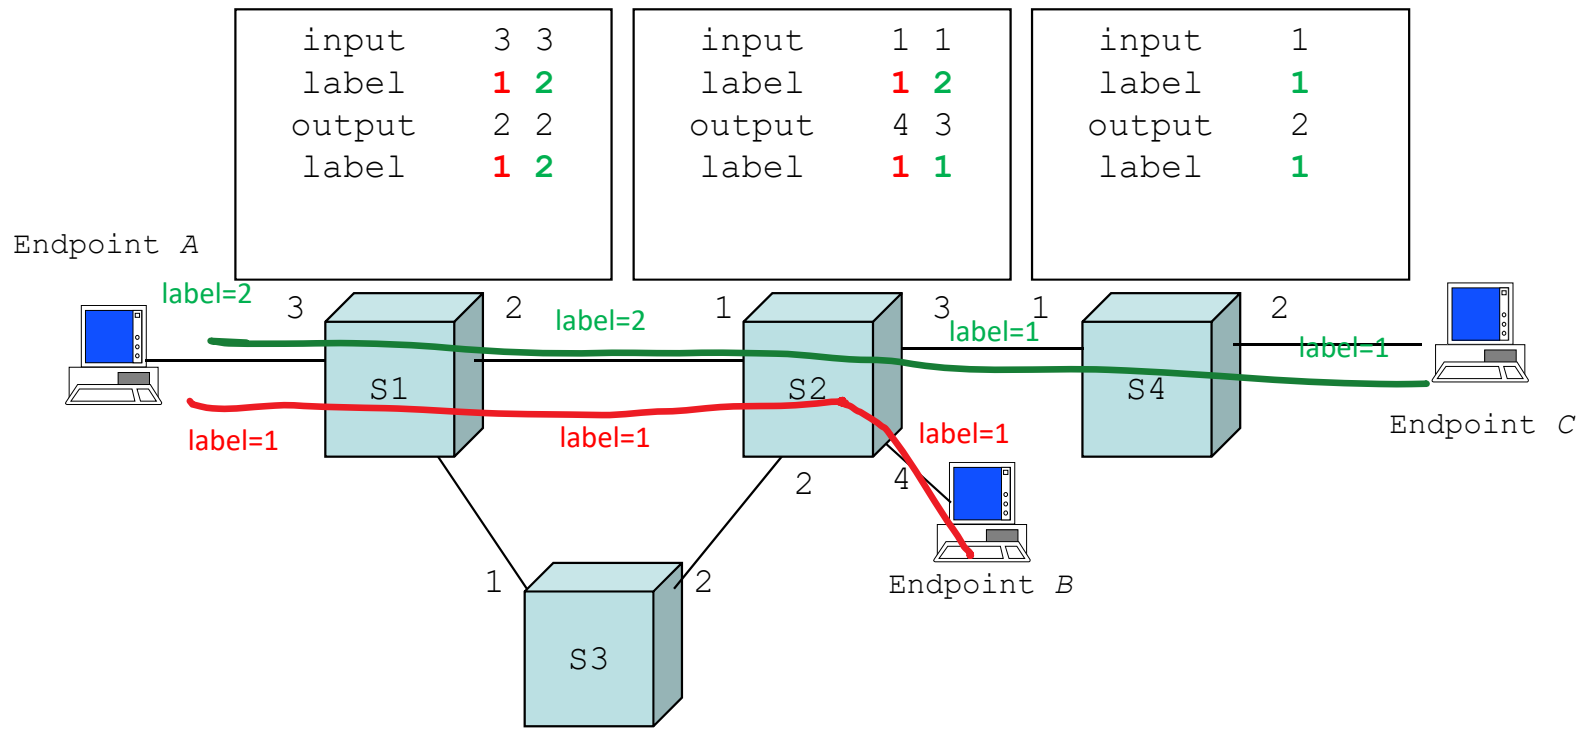 input 3 3
label 1 2
output 2 2
label 1 2
input 1 1
label 1 2
output 4 3
label 1 1
input 1
label 1
output 2
label 1
Endpoint A
label=2
3
2
label=2
1
3
label=1
1
2
label=1
S1
S2
S4
label=1
label=1
label=1
Endpoint C
2
4
1
2
Endpoint B
S3